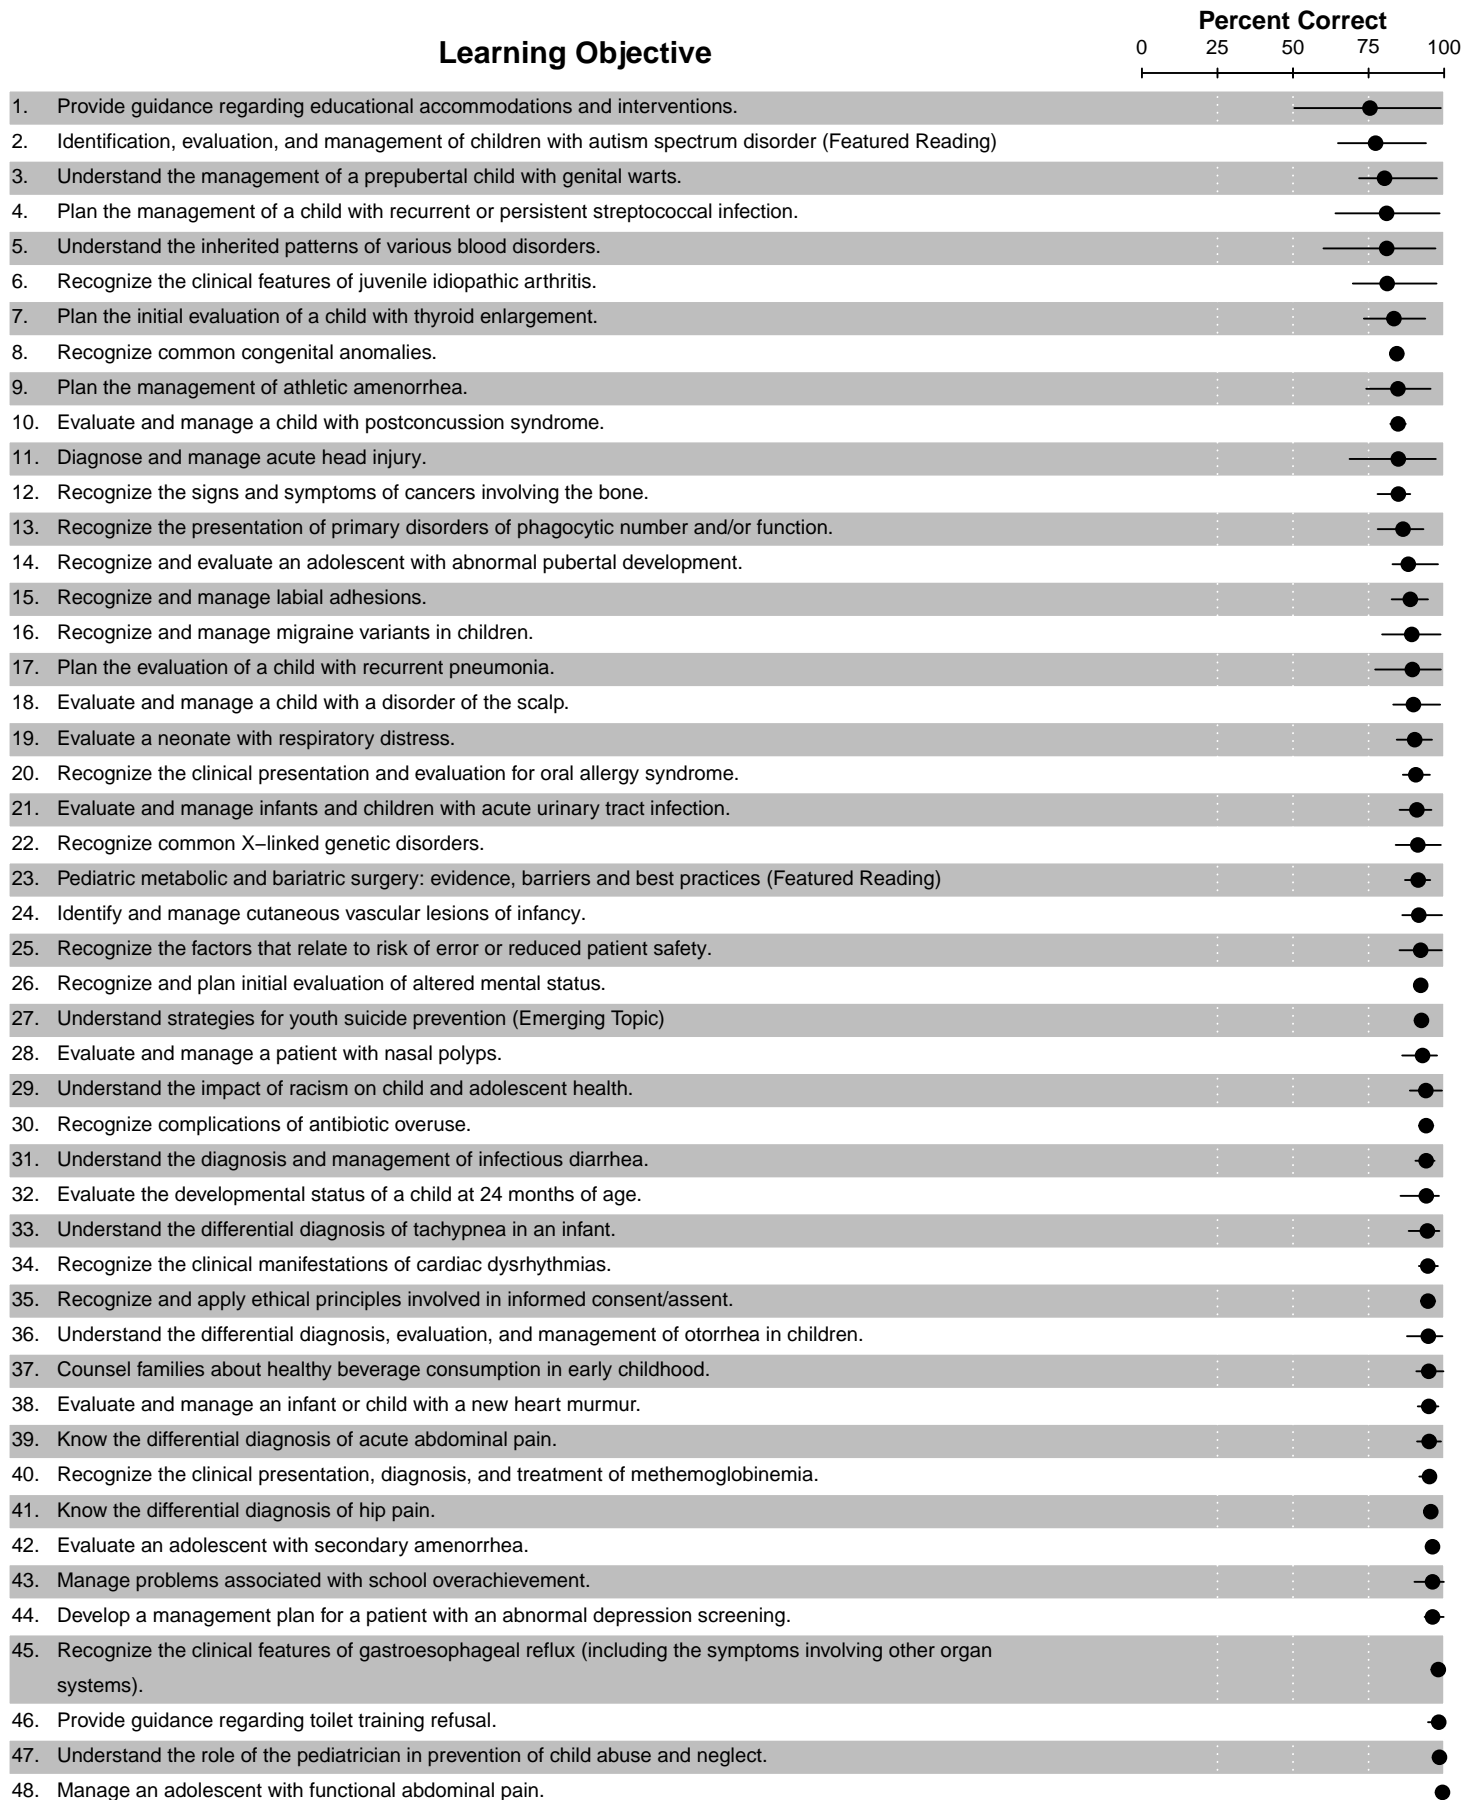 Percent Correct
Learning Objective
0 25 50 75 100
1. Provide guidance regarding educational accommodations and interventions.
2. Identification, evaluation, and management of children with autism spectrum disorder (Featured Reading)
3. Understand the management of a prepubertal child with genital warts.
4. Plan the management of a child with recurrent or persistent streptococcal infection.
5. Understand the inherited patterns of various blood disorders.
6. Recognize the clinical features of juvenile idiopathic arthritis.
7. Plan the initial evaluation of a child with thyroid enlargement.
8. Recognize common congenital anomalies.
9. Plan the management of athletic amenorrhea.
10. Evaluate and manage a child with postconcussion syndrome.
11. Diagnose and manage acute head injury.
12. Recognize the signs and symptoms of cancers involving the bone.
13. Recognize the presentation of primary disorders of phagocytic number and/or function.
14. Recognize and evaluate an adolescent with abnormal pubertal development.
15. Recognize and manage labial adhesions.
16. Recognize and manage migraine variants in children.
17. Plan the evaluation of a child with recurrent pneumonia.
18. Evaluate and manage a child with a disorder of the scalp.
19. Evaluate a neonate with respiratory distress.
20. Recognize the clinical presentation and evaluation for oral allergy syndrome.
21. Evaluate and manage infants and children with acute urinary tract infection.
22. Recognize common X−linked genetic disorders.
23. Pediatric metabolic and bariatric surgery: evidence, barriers and best practices (Featured Reading)
24. Identify and manage cutaneous vascular lesions of infancy.
25. Recognize the factors that relate to risk of error or reduced patient safety.
26. Recognize and plan initial evaluation of altered mental status.
27. Understand strategies for youth suicide prevention (Emerging Topic)
28. Evaluate and manage a patient with nasal polyps.
29. Understand the impact of racism on child and adolescent health.
30. Recognize complications of antibiotic overuse.
31. Understand the diagnosis and management of infectious diarrhea.
32. Evaluate the developmental status of a child at 24 months of age.
33. Understand the differential diagnosis of tachypnea in an infant.
34. Recognize the clinical manifestations of cardiac dysrhythmias.
35. Recognize and apply ethical principles involved in informed consent/assent.
36. Understand the differential diagnosis, evaluation, and management of otorrhea in children.
37. Counsel families about healthy beverage consumption in early childhood.
38. Evaluate and manage an infant or child with a new heart murmur.
39. Know the differential diagnosis of acute abdominal pain.
40. Recognize the clinical presentation, diagnosis, and treatment of methemoglobinemia.
41. Know the differential diagnosis of hip pain.
42. Evaluate an adolescent with secondary amenorrhea.
43. Manage problems associated with school overachievement.
44. Develop a management plan for a patient with an abnormal depression screening.
45. Recognize the clinical features of gastroesophageal reflux (including the symptoms involving other organ
systems).
46. Provide guidance regarding toilet training refusal.
47. Understand the role of the pediatrician in prevention of child abuse and neglect.
48. Manage an adolescent with functional abdominal pain.